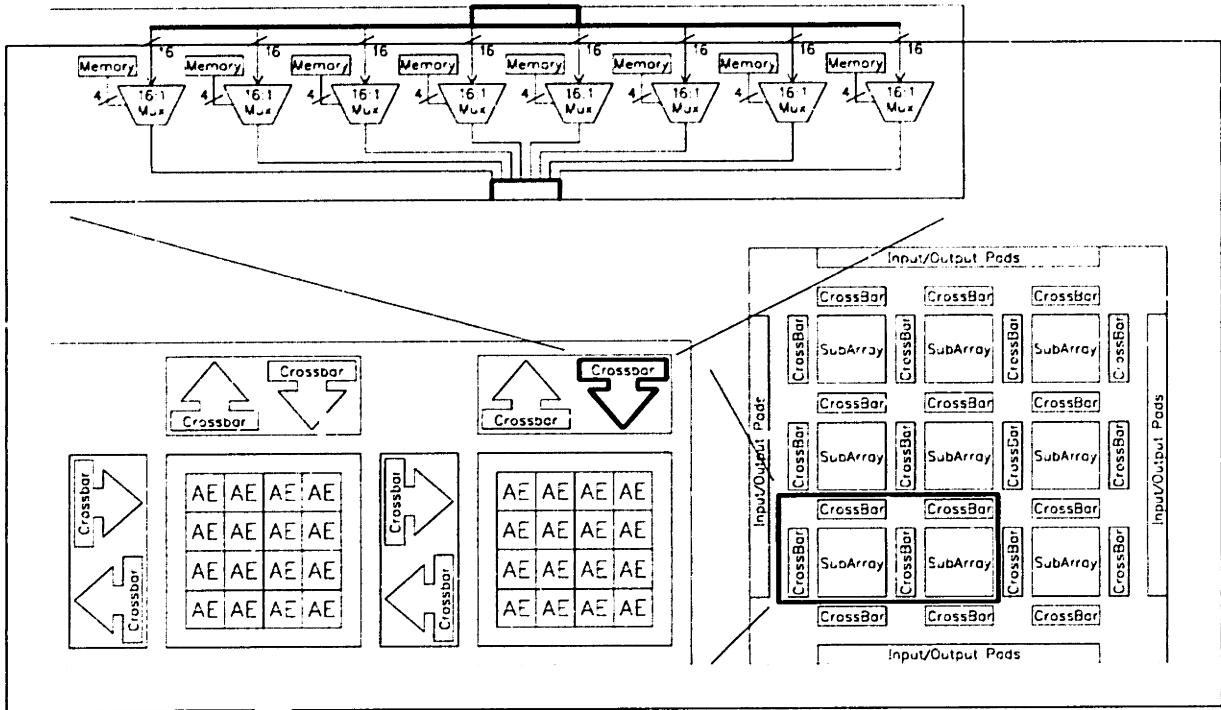 16 16 16 16 16 16 16 16
Memory Memory Memory Memory Memory Memory Memory Memory
4 4 4 4 4 4 4 4
16:1 16:1 16:1 16:1 16:1 16:1 16:1 16:1
Mux Mux Mux Mux Mux Mux Mux Mux
Crossbar Crossbar
Crossbar Crossbar
Crossbar Crossbar
Crossbar Crossbar
AE AE AE AE AE AE AE AE
AE AE AE AE AE AE AE AE
AE AE AE AE AE AE AE AE
AE AE AE AE AE AE AE AE
Input/Output Pads
CrossBar CrossBar CrossBar
CrossBar SubArray CrossBar SubArray CrossBar SubArray CrossBar
CrossBar CrossBar CrossBar
Input/Output Pads
CrossBar SubArray CrossBar SubArray CrossBar SubArray CrossBar
Input/Output Pads
CrossBar CrossBar CrossBar
CrossBar SubArray CrossBar SubArray CrossBar SubArray CrossBar
CrossBar CrossBar CrossBar
Input/Output Pads